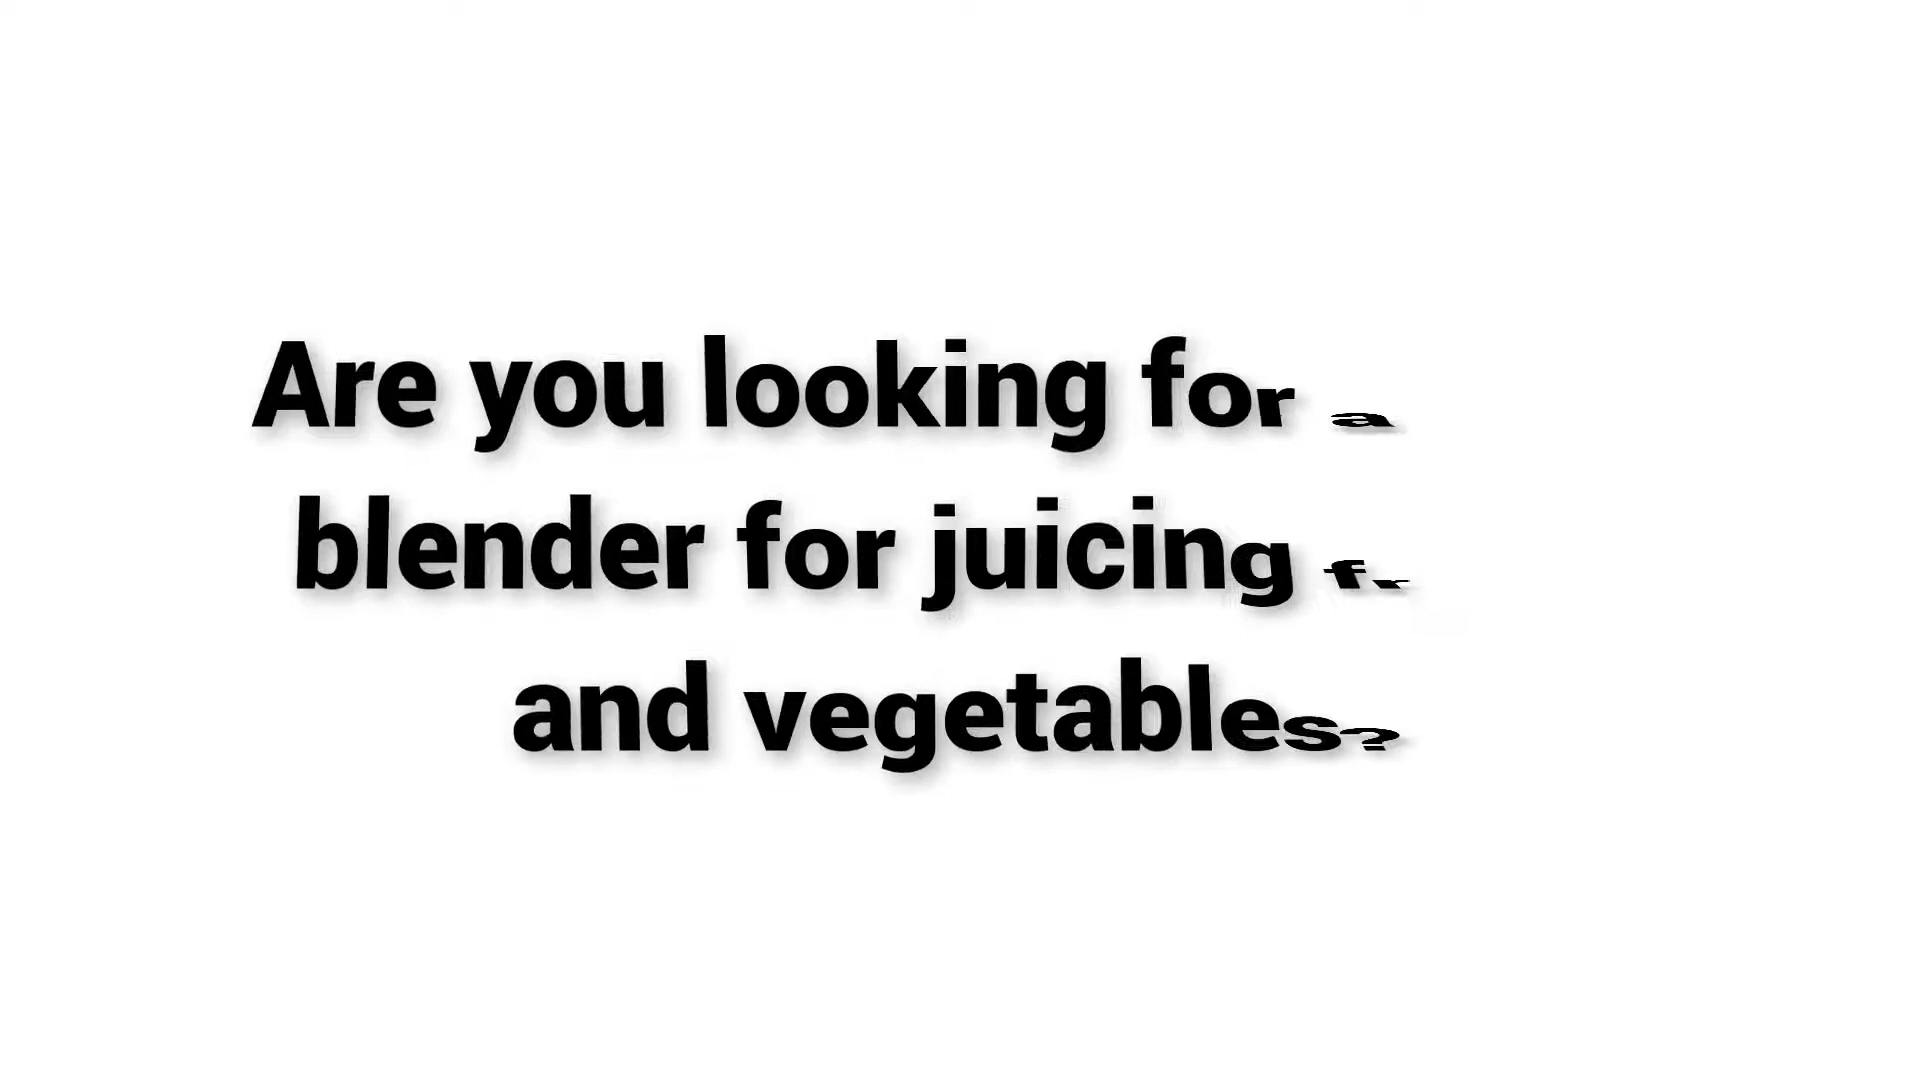 Are you looking for a
blender for juicing
and vegetables?